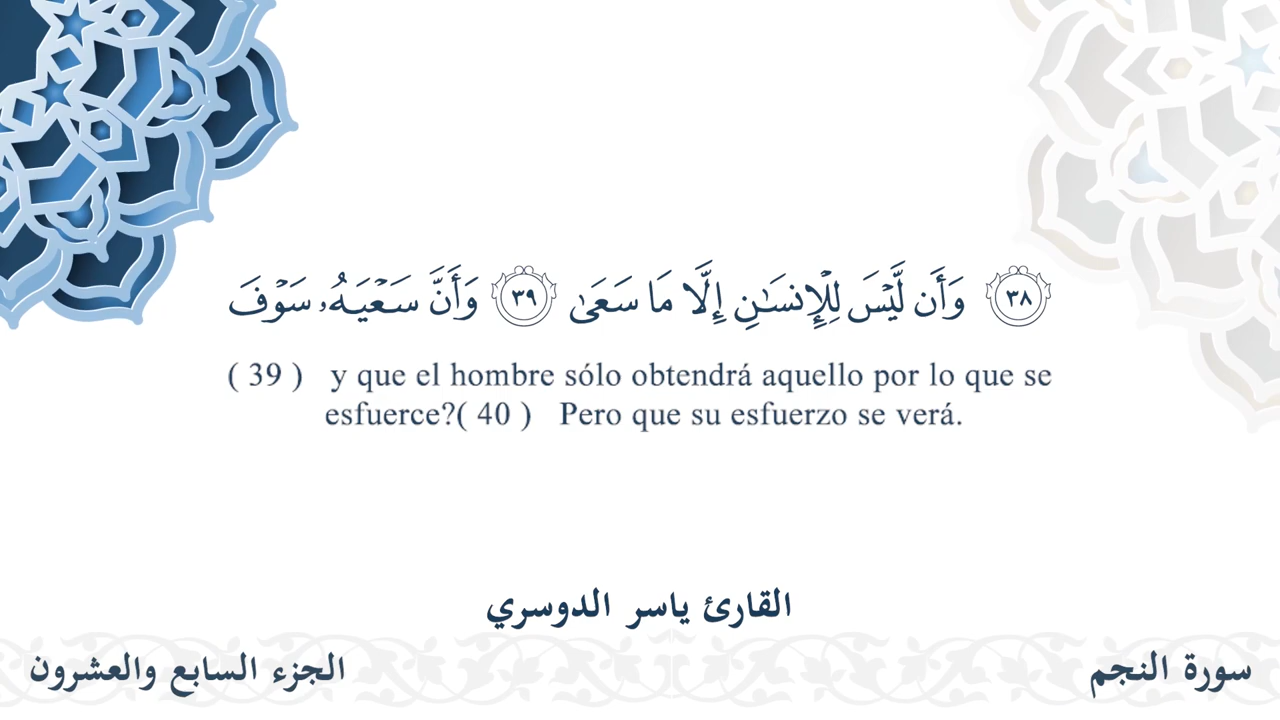 ٣٨ وَأَن لَّيْسَ لِلْإِنسَـٰنِ إِلَّا مَا سَعَىٰ ٣٩ وَأَنَّ سَعْيَهُۥ سَوْفَ
( 39 ) y que el hombre sólo obtendrá aquello por lo que se
esfuerce?( 40 ) Pero que su esfuerzo se verá.
القارئ ياسر الدوسري
سورة النجم
الجزء السابع والعشرون